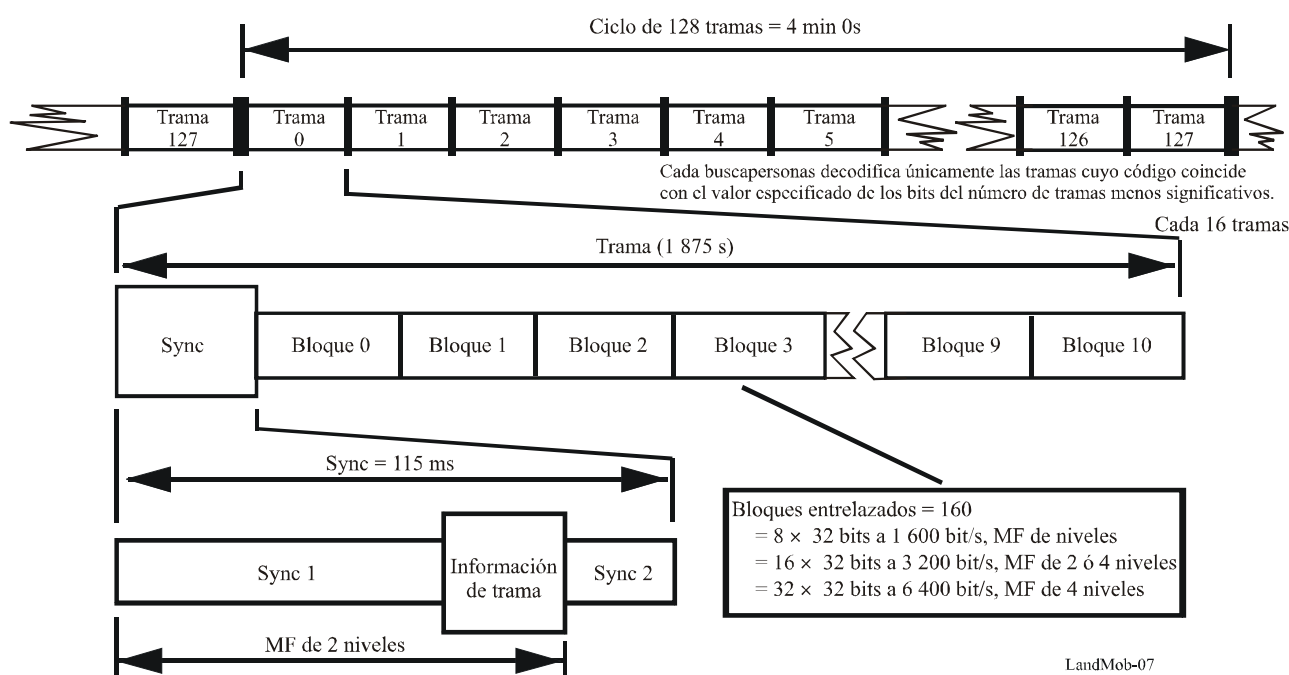 Ciclo de 128 tramas = 4 min 0s
Trama 127
Trama 0
Trama 1
Trama 2
Trama 3
Trama 4
Trama 5
Trama 126
Trama 127
Cada buscapersonas decodifica únicamente las tramas cuyo código coincide
con el valor especificado de los bits del número de tramas menos significativos.
Cada 16 tramas
Trama (1 875 s)
Sync
Bloque 0
Bloque 1
Bloque 2
Bloque 3
Bloque 9
Bloque 10
Sync = 115 ms
Sync 1
Información
de trama
Sync 2
MF de 2 niveles
Bloques entrelazados = 160
= 8 × 32 bits a 1 600 bit/s, MF de niveles
= 16 × 32 bits a 3 200 bit/s, MF de 2 ó 4 niveles
= 32 × 32 bits a 6 400 bit/s, MF de 4 niveles
LandMob-07